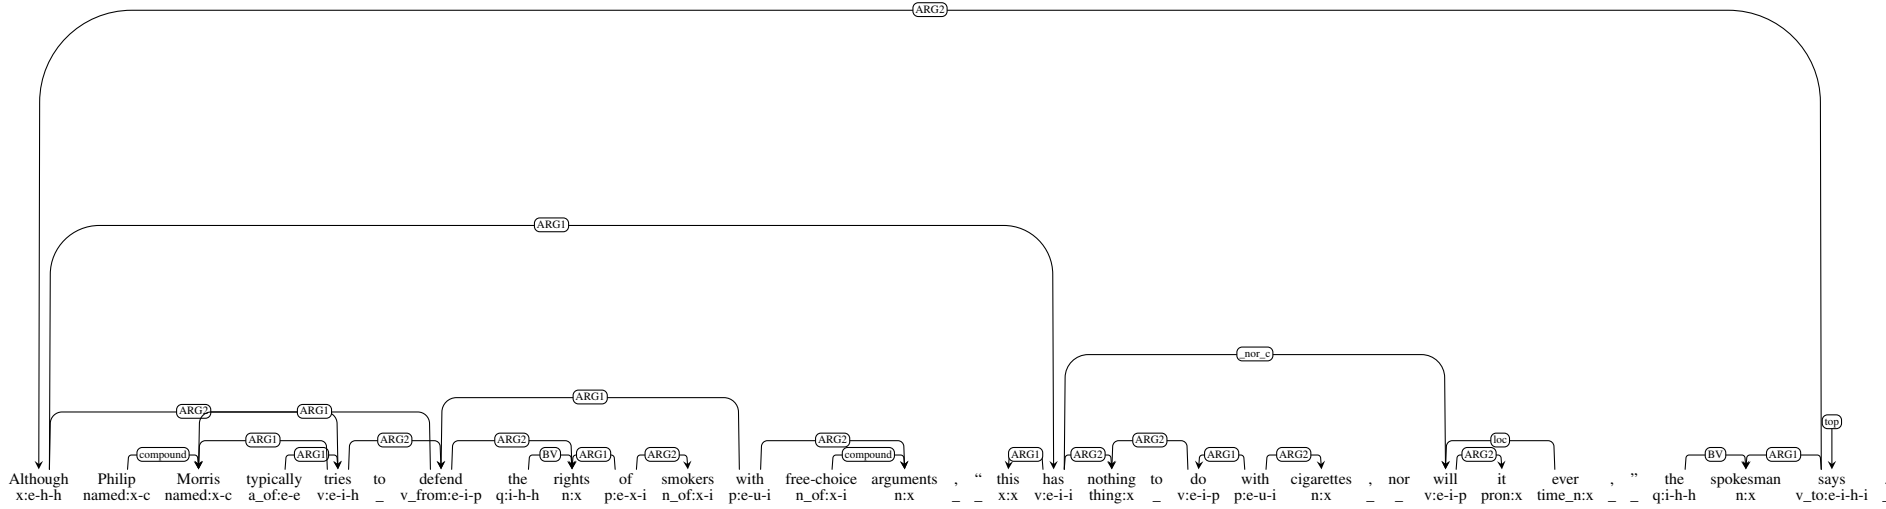 ARG2
ARG1
_nor_c
ARG1
ARG2 ARG1 top
ARG1 ARG2 ARG2 ARG2 ARG2 loc
compound ARG1 BV ARG1 ARG2 compound ARG1 ARG2 ARG1 ARG2 ARG2 BV ARG1
Although Philip Morris typically tries to defend the rights of smokers with free-choice arguments , “ this has nothing to do with cigarettes , nor will it ever , ” the spokesman says .
x:e-h-h named:x-c named:x-c a_of:e-e v:e-i-h _ v_from:e-i-p q:i-h-h n:x p:e-x-i n_of:x-i p:e-u-i n_of:x-i n:x _ _ x:x v:e-i-i thing:x _ v:e-i-p p:e-u-i n:x _ _ v:e-i-p pron:x time_n:x _ _ q:i-h-h n:x v_to:e-i-h-i _